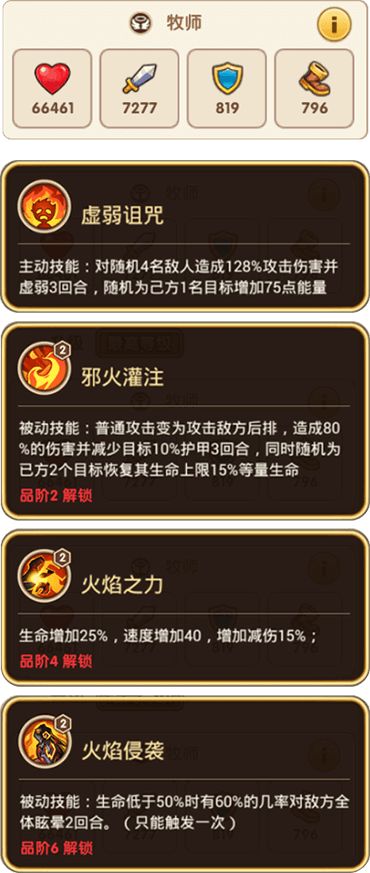 牧师
66461 7277 819 796
虚弱诅咒
主动技能：对随机4名敌人造成128%攻击伤害并
虚弱3回合，随机为己方1名目标增加75点能量
2
邪火灌注
被动技能：普通攻击变为攻击敌方后排，造成80
%的伤害并减少目标10%护甲3回合，同时随机为
己方2个目标恢复其生命上限15%等量生命
品阶2 解锁
2
火焰之力
生命增加25%，速度增加40，增加减伤15%；
品阶4 解锁
2
火焰侵袭
被动技能：生命低于50%时有60%的几率对敌方全
体眩晕2回合。（只能触发一次）
品阶6 解锁